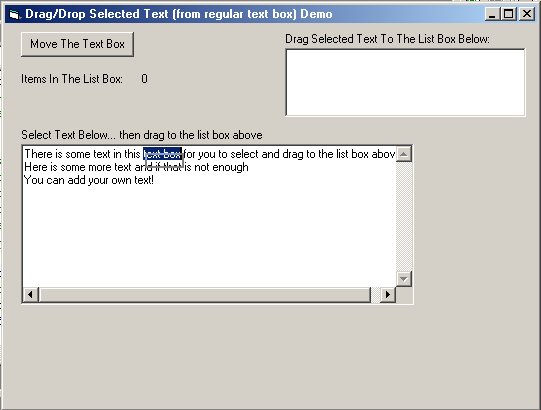 Drag/Drop Selected Text (from regular text box) Demo
Move The Text Box
Drag Selected Text To The List Box Below:
Items In The List Box: 0
Select Text Below... then drag to the list box above
There is some text in this text box for you to select and drag to the list box abov
Here is some more text and if that is not enough
You can add your own text!